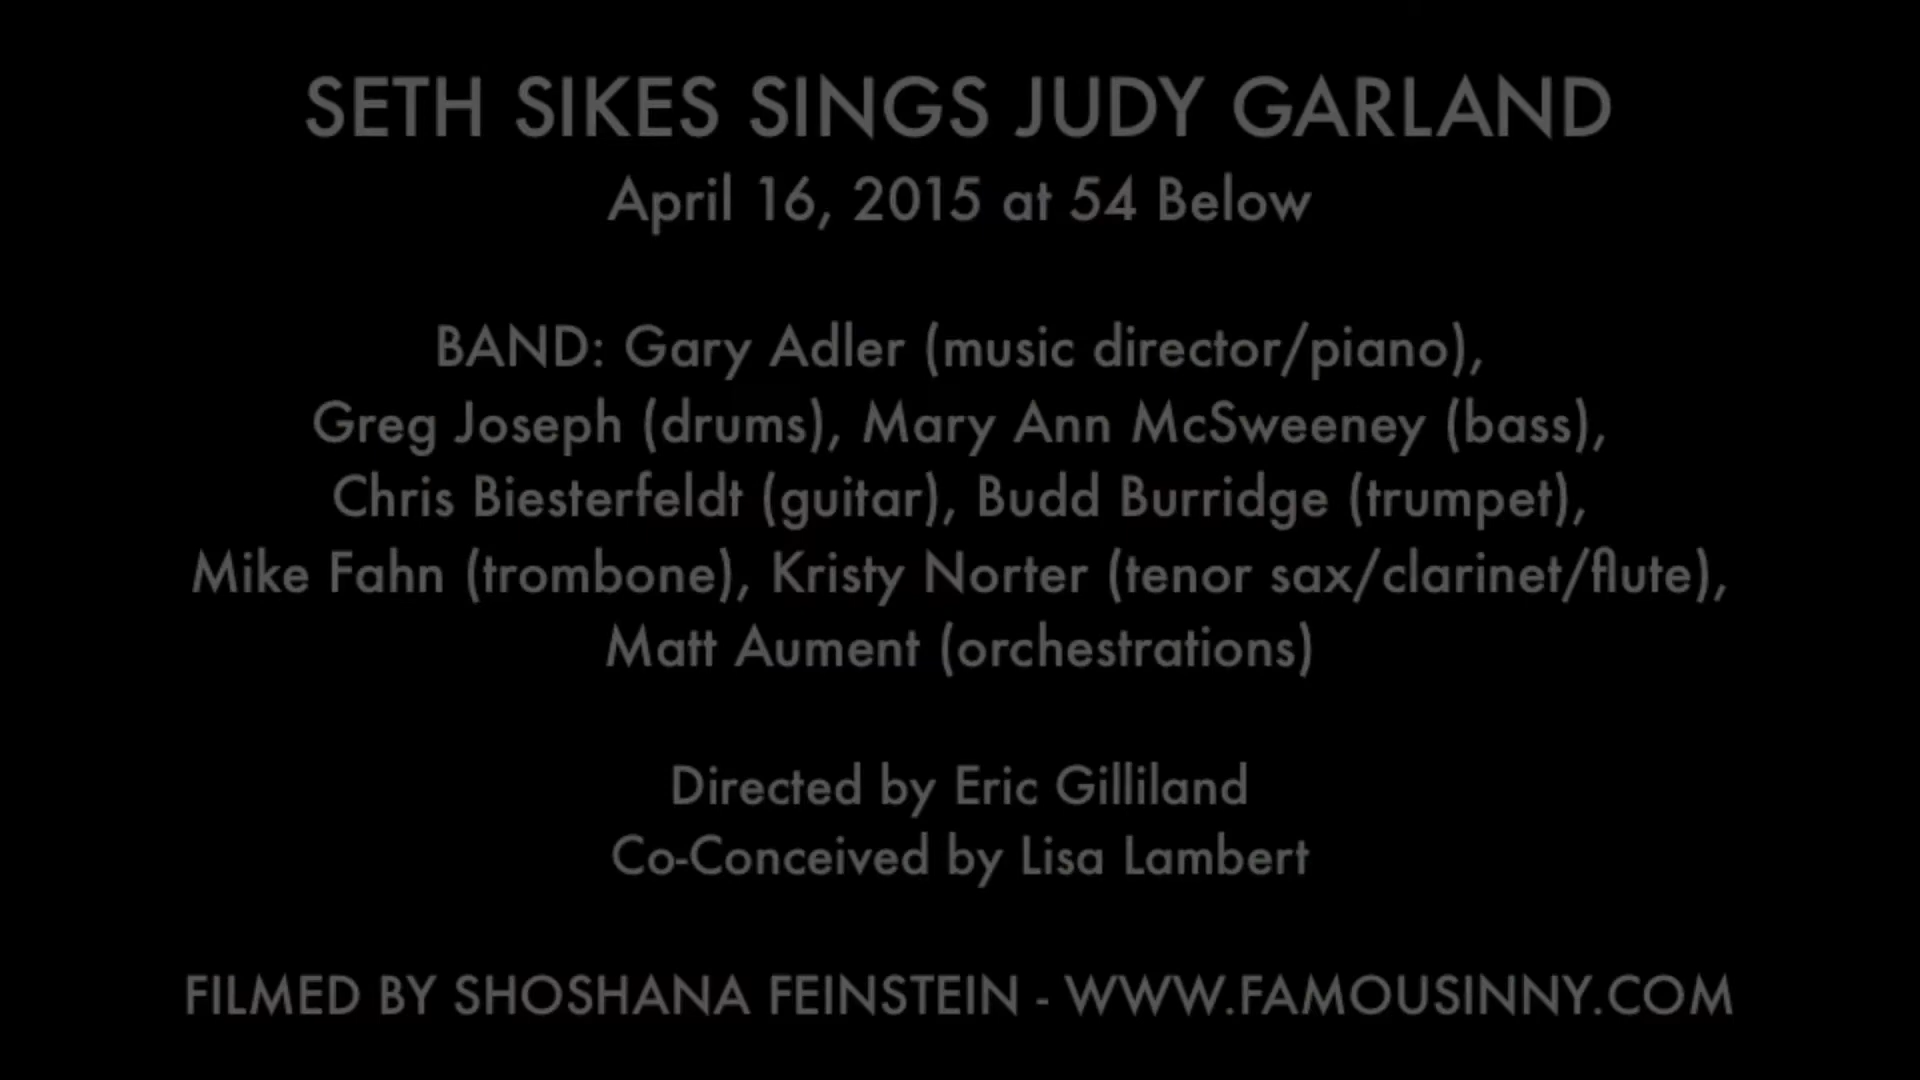 SETH SIKES SINGS JUDY GARLAND
April 16, 2015 at 54 Below
BAND: Gary Adler (music director/piano),
Greg Joseph (drums), Mary Ann McSweeney (bass),
Chris Biesterfeldt (guitar), Budd Burridge (trumpet),
Mike Fahn (trombone), Kristy Norter (tenor sax/clarinet/flute),
Matt Aument (orchestrations)
Directed by Eric Gilliland
Co-Conceived by Lisa Lambert
FILMED BY SHOSHANA FEINSTEIN - WWW.FAMOUSINNY.COM